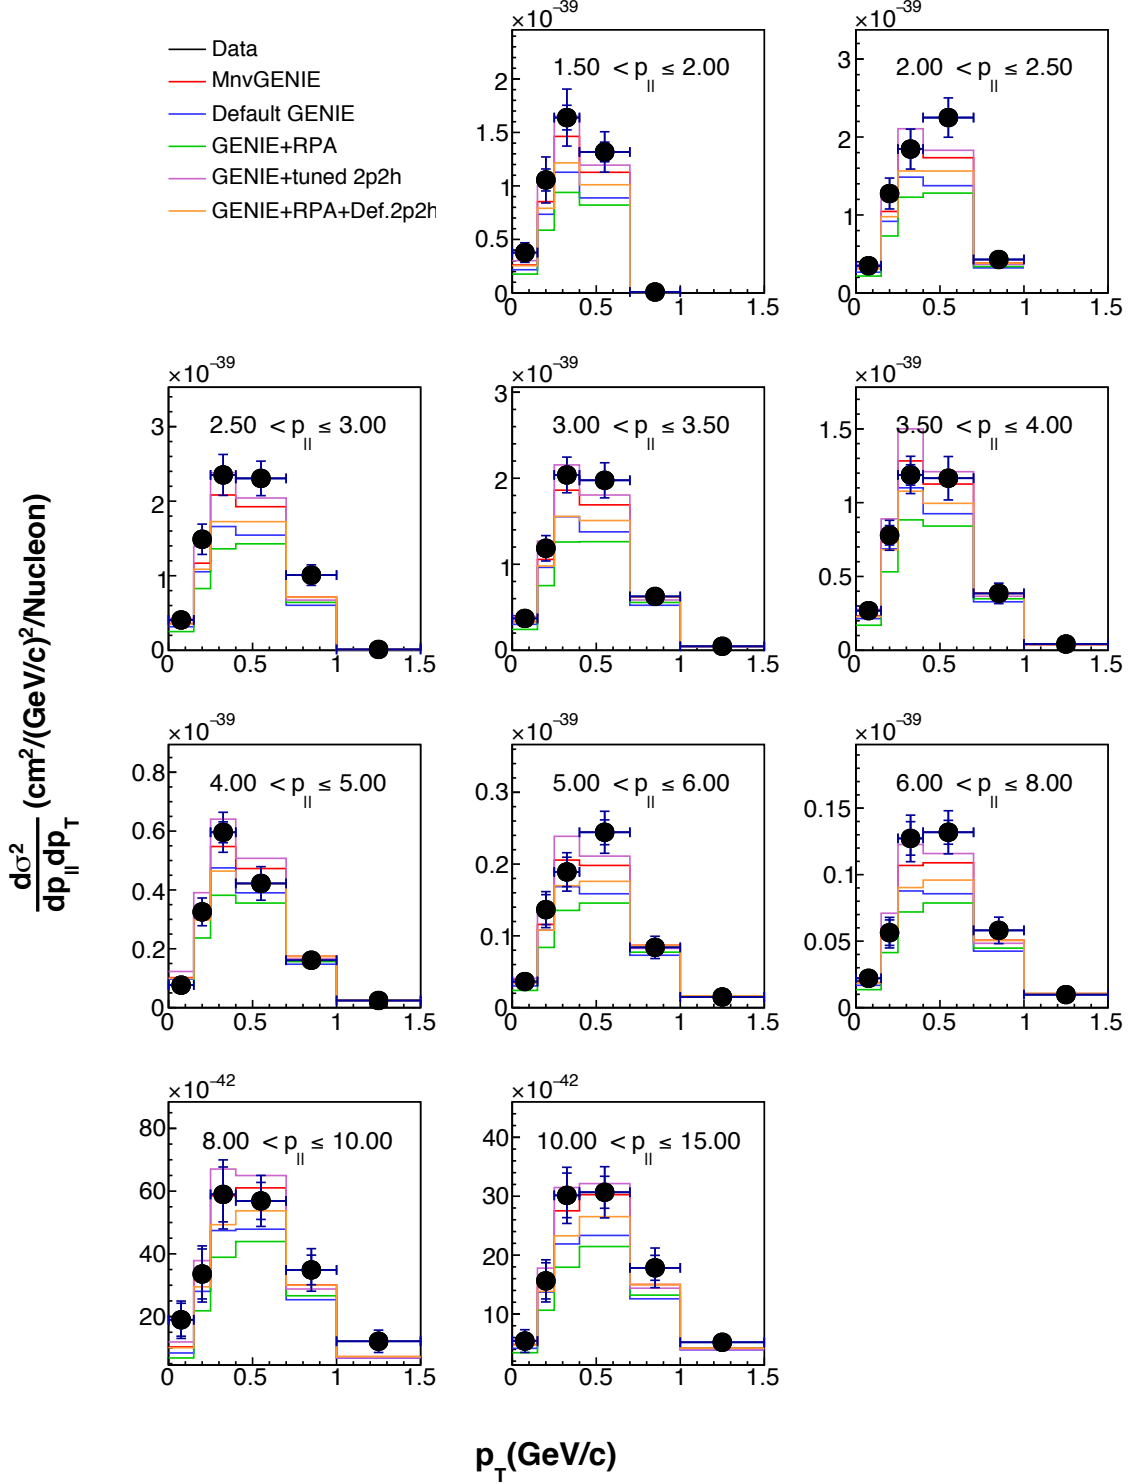 ×10⁻³⁹ ×10⁻³⁹
Data
MnvGENIE
Default GENIE
GENIE+RPA
GENIE+tuned 2p2h
GENIE+RPA+Def.2p2h
1.50 < p_|| ≤ 2.00
2
1.5
1
0.5
0
0 0.5 1 1.5
2.00 < p_|| ≤ 2.50
3
2
1
0
0 0.5 1 1.5
×10⁻³⁹ ×10⁻³⁹ ×10⁻³⁹
2.50 < p_|| ≤ 3.00
3
2
1
0
0 0.5 1 1.5
3.00 < p_|| ≤ 3.50
3
2
1
0
0 0.5 1 1.5
3.50 < p_|| ≤ 4.00
1.5
1
0.5
0
0 0.5 1 1.5
×10⁻³⁹ ×10⁻³⁹ ×10⁻³⁹
4.00 < p_|| ≤ 5.00
0.8
0.6
0.4
0.2
0
0 0.5 1 1.5
5.00 < p_|| ≤ 6.00
0.3
0.2
0.1
0
0 0.5 1 1.5
6.00 < p_|| ≤ 8.00
0.15
0.1
0.05
0
0 0.5 1 1.5
×10⁻⁴² ×10⁻⁴²
8.00 < p_|| ≤ 10.00
80
60
40
20
0 0.5 1 1.5
10.00 < p_|| ≤ 15.00
40
30
20
10
0 0.5 1 1.5
dσ²/dp_||dp_T (cm²/(GeV/c)²/Nucleon)
p_T(GeV/c)